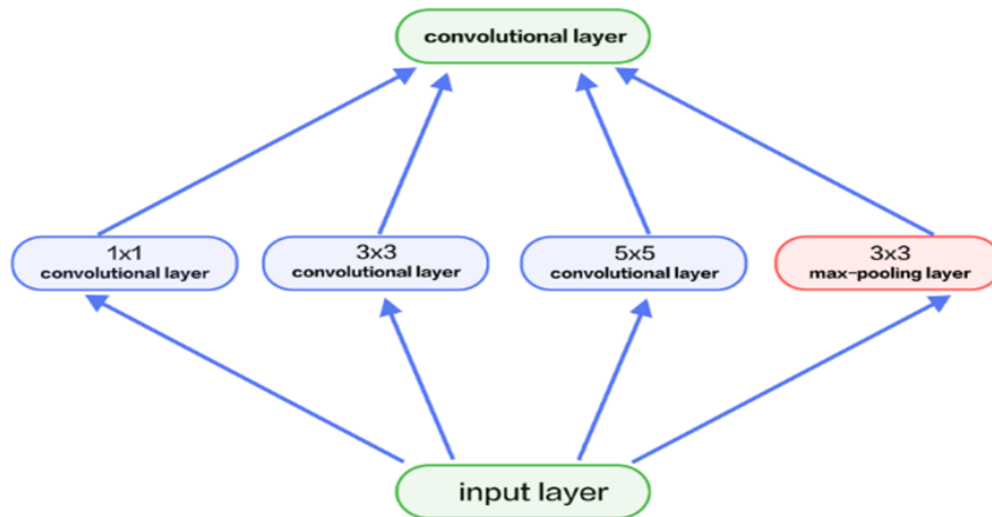 convolutional layer
1x1
convolutional layer
3x3
convolutional layer
5x5
convolutional layer
3x3
max-pooling layer
input layer